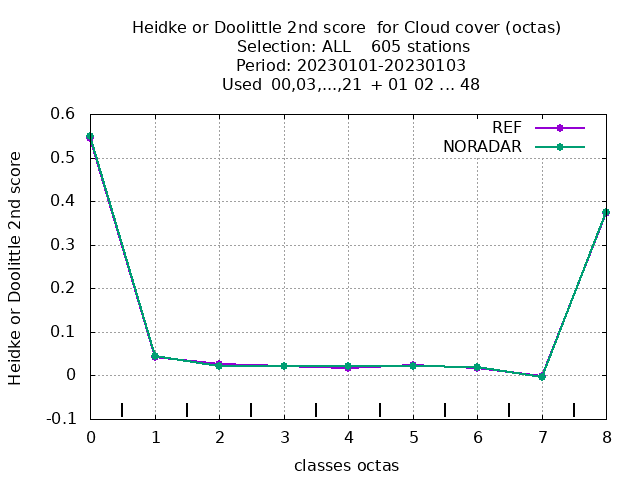 Heidke or Doolittle 2nd score  for Cloud cover (octas)
Selection: ALL    605 stations
Period: 20230101-20230103
Used  00,03,...,21  + 01 02 ... 48
REF
NORADAR
0.6
0.5
0.4
0.3
0.2
0.1
0
-0.1
Heidke or Doolittle 2nd score
0 1 2 3 4 5 6 7 8
classes octas